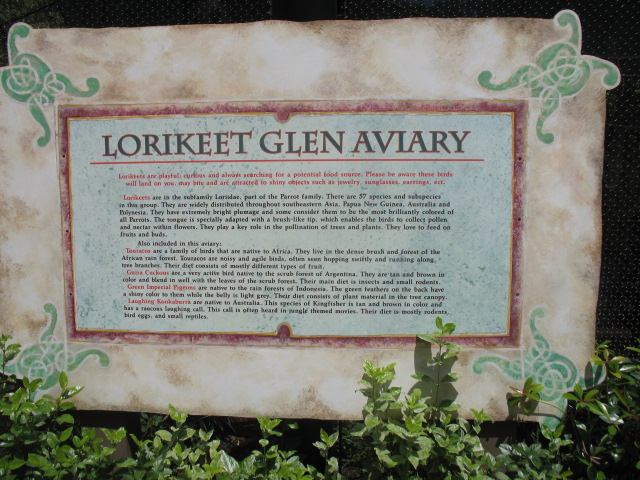 LORIKEET GLEN AVIARY
Lorikeets are playful, curious and always searching for a potential food source. Please be aware these birds
will land on you, may bite and are attracted to shiny objects such as jewelry, sunglasses, earrings, ect.
Lorikeets are in the subfamily Loriidae, part of the Parrot family. There are 57 species and subspecies
in this group. They are widely distributed throughout southeastern Asia, Papua New Guinea, Australia and
Polynesia. They have extremely bright plumage and some consider them to be the most brilliantly colored of
all Parrots. The tongue is specially adapted with a brush-like tip, which enables the birds to collect pollen
and nectar within flowers. They play a key role in the pollination of trees and plants. They love to feed on
fruits and buds.
Also included in this aviary:
Touracos are a family of birds that are native to Africa. They live in the dense brush and forest of the
African rain forest. Touracos are noisy and agile birds, often seen hopping swiftly and running along
tree branches. Their diet consists of mostly different types of fruit.
Guira Cuckoos are a very active bird native to the scrub forest of Argentina. They are tan and brown in
color and blend in well with the leaves of the scrub forest. Their main diet is insects and small rodents.
Green Imperial Pigeons are native to the rain forests of Indonesia. The green feathers on the back have
a shiny color to them while the belly is light grey. Their diet consists of plant material in the tree canopy.
Laughing Kookaburra are native to Australia. This species of Kingfisher is tan and brown in color and
has a raucous laughing call. This call is often heard in jungle themed movies. Their diet is mostly rodents,
bird eggs, and small reptiles.